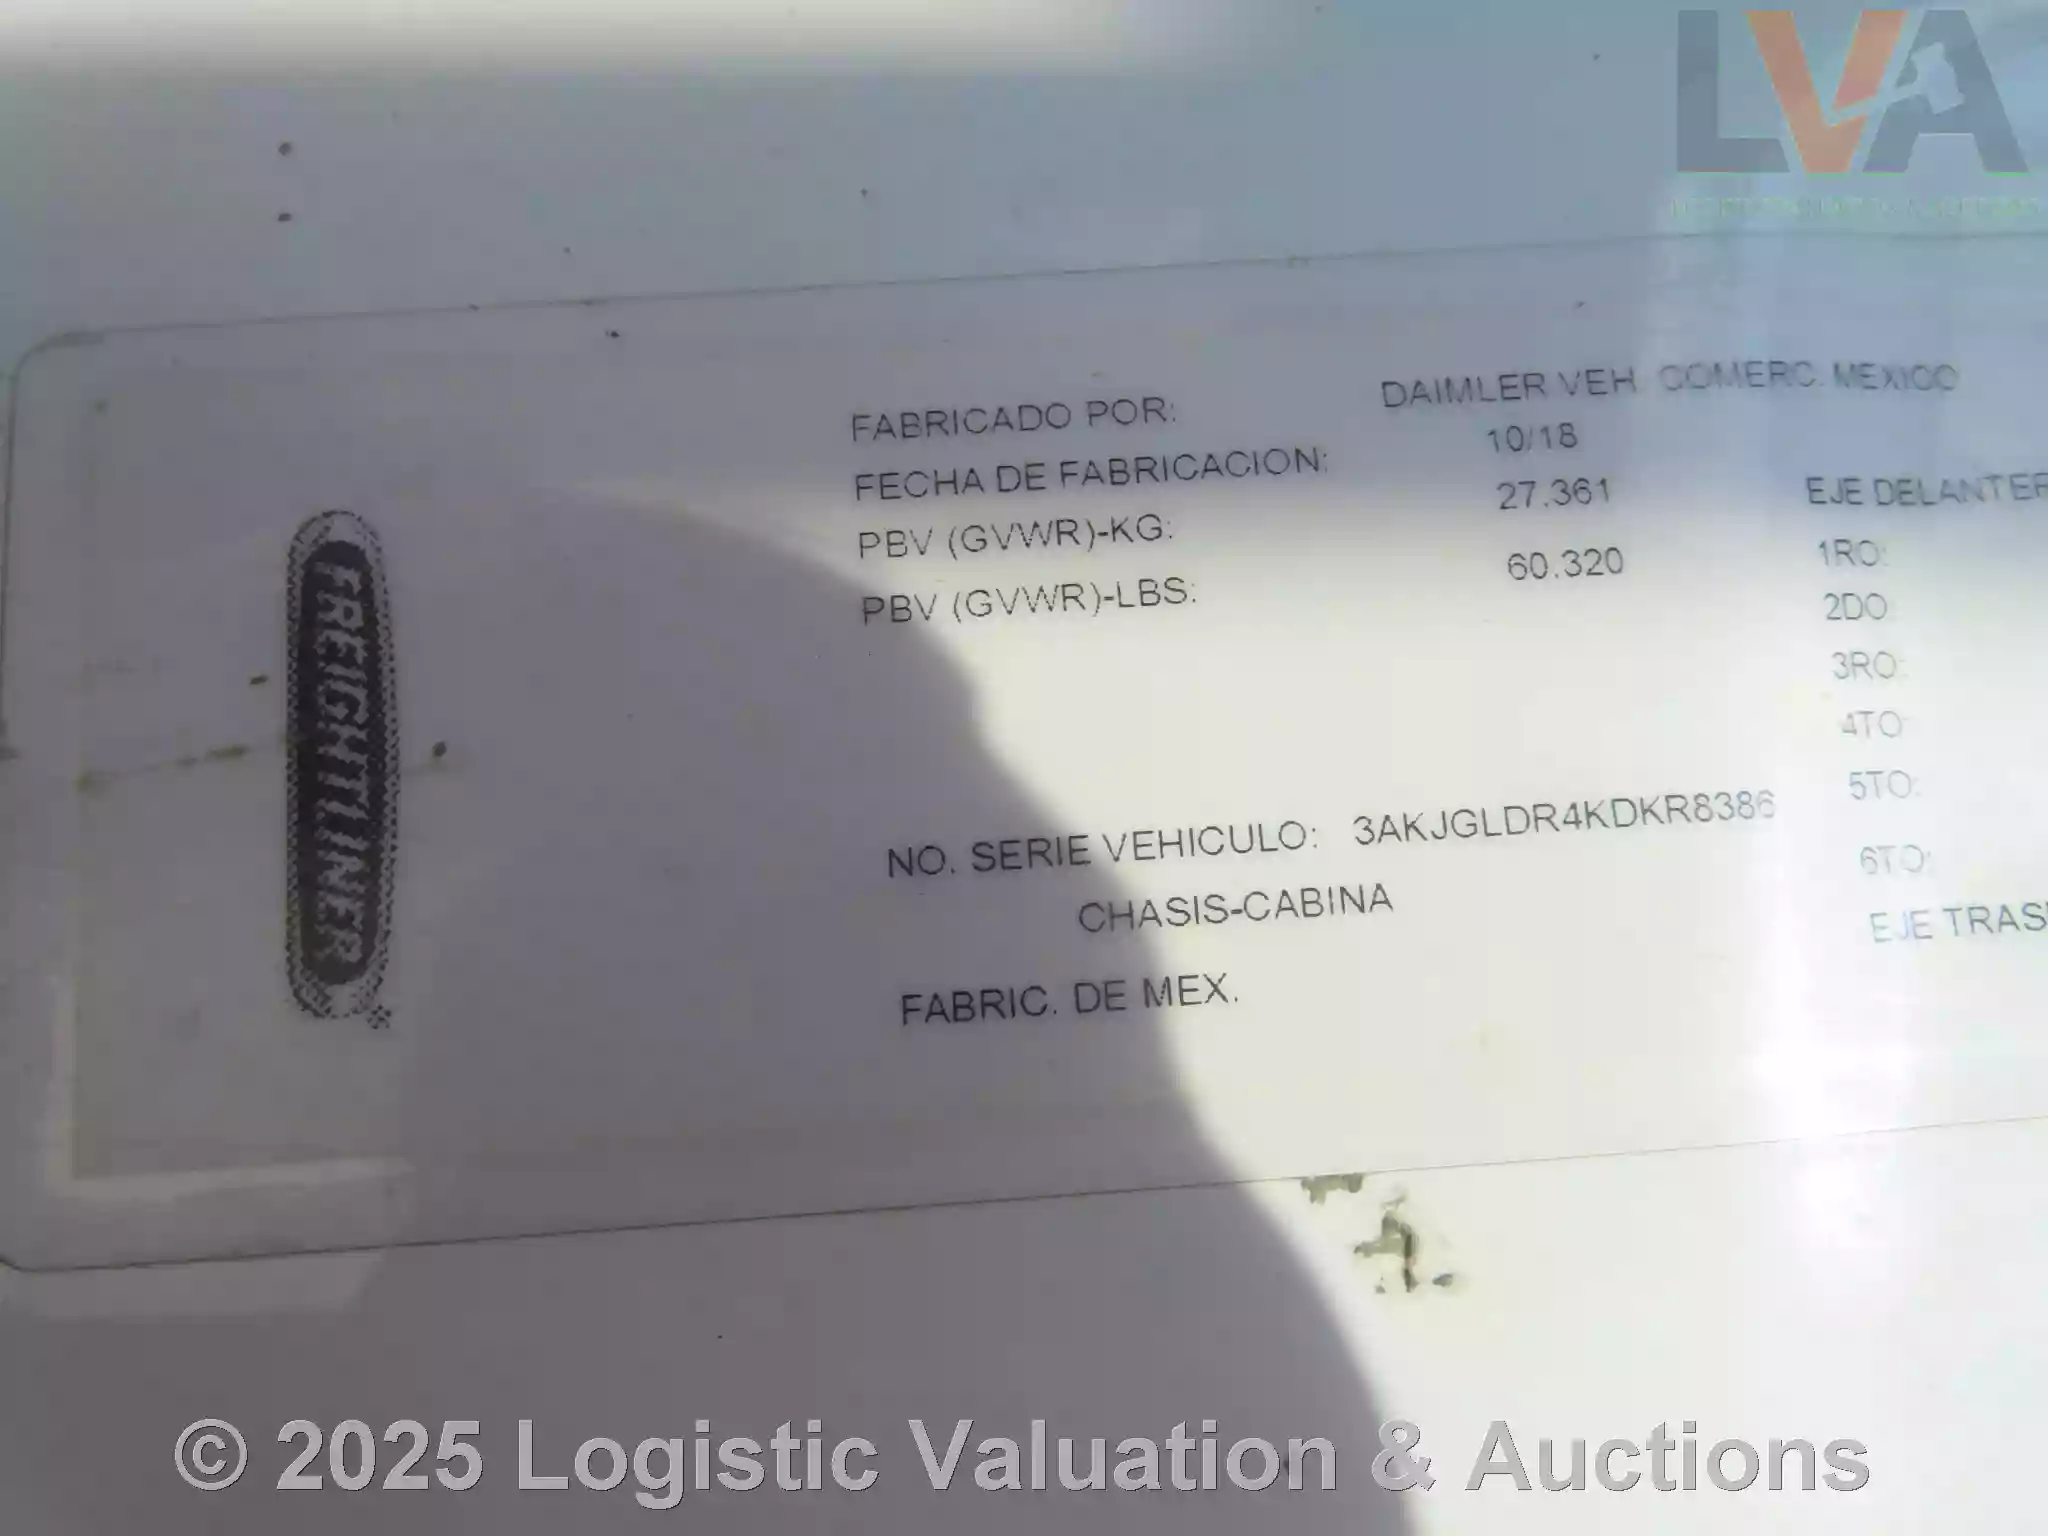 LVA
FABRICADO POR: DAIMLER VEH. COMERC. MEXICO
FECHA DE FABRICACION: 10/18
PBV (GVWR)-KG: 27.361
PBV (GVWR)-LBS: 60.320
EJE DELANTER
1RO:
2DO:
3RO:
4TO:
5TO:
6TO:
EJE TRAS
FREIGHTLINER
NO. SERIE VEHICULO: 3AKJGLDR4KDKR8386
CHASIS-CABINA
FABRIC. DE MEX.
© 2025 Logistic Valuation & Auctions